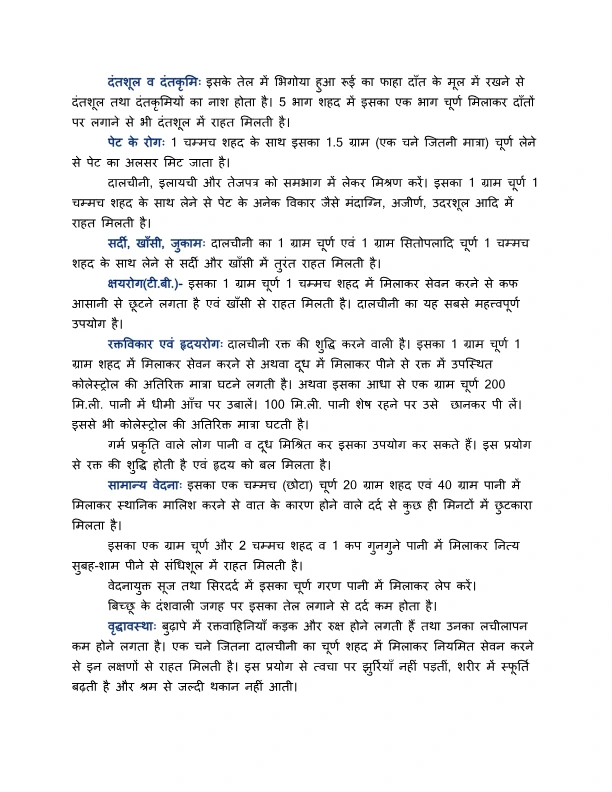 दंतशूल व दंतकृमिः इसके तेल में भिगोया हुआ रूई का फाहा दाँत के मूल में रखने से
दंतशूल तथा दंतकृमियों का नाश होता है। 5 भाग शहद में इसका एक भाग चूर्ण मिलाकर दाँतों
पर लगाने से भी दंतशूल में राहत मिलती है।
पेट के रोगः 1 चम्मच शहद के साथ इसका 1.5 ग्राम (एक चने जितनी मात्रा) चूर्ण लेने
से पेट का अलसर मिट जाता है।
दालचीनी, इलायची और तेजपत्र को समभाग में लेकर मिश्रण करें। इसका 1 ग्राम चूर्ण 1
चम्मच शहद के साथ लेने से पेट के अनेक विकार जैसे मंदाग्नि, अजीर्ण, उदरशूल आदि में
राहत मिलती है।
सर्दी, खाँसी, जुकामः दालचीनी का 1 ग्राम चूर्ण एवं 1 ग्राम सितोपलादि चूर्ण 1 चम्मच
शहद के साथ लेने से सर्दी और खाँसी में तुरंत राहत मिलती है।
क्षयरोग(टी.बी.)- इसका 1 ग्राम चूर्ण 1 चम्मच शहद में मिलाकर सेवन करने से कफ
आसानी से छूटने लगता है एवं खाँसी से राहत मिलती है। दालचीनी का यह सबसे महत्त्वपूर्ण
उपयोग है।
रक्तविकार एवं हृदयरोगः दालचीनी रक्त की शुद्धि करने वाली है। इसका 1 ग्राम चूर्ण 1
ग्राम शहद में मिलाकर सेवन करने से अथवा दूध में मिलाकर पीने से रक्त में उपस्थित
कोलेस्ट्रोल की अतिरिक्त मात्रा घटने लगती है। अथवा इसका आधा से एक ग्राम चूर्ण 200
मि.ली. पानी में धीमी आँच पर उबालें। 100 मि.ली. पानी शेष रहने पर उसे छानकर पी लें।
इससे भी कोलेस्ट्रोल की अतिरिक्त मात्रा घटती है।
गर्म प्रकृति वाले लोग पानी व दूध मिश्रित कर इसका उपयोग कर सकते हैं। इस प्रयोग
से रक्त की शुद्धि होती है एवं हृदय को बल मिलता है।
सामान्य वेदनाः इसका एक चम्मच (छोटा) चूर्ण 20 ग्राम शहद एवं 40 ग्राम पानी में
मिलाकर स्थानिक मालिश करने से वात के कारण होने वाले दर्द से कुछ ही मिनटों में छुटकारा
मिलता है।
इसका एक ग्राम चूर्ण और 2 चम्मच शहद व 1 कप गुनगुने पानी में मिलाकर नित्य
सुबह-शाम पीने से संधिशूल में राहत मिलती है।
वेदनायुक्त सूज तथा सिरदर्द में इसका चूर्ण गरण पानी में मिलाकर लेप करें।
बिच्छू के दंशवाली जगह पर इसका तेल लगाने से दर्द कम होता है।
वृद्धावस्थाः बुढ़ापे में रक्तवाहिनियाँ कड़क और रुक्ष होने लगती हैं तथा उनका लचीलापन
कम होने लगता है। एक चने जितना दालचीनी का चूर्ण शहद में मिलाकर नियमित सेवन करने
से इन लक्षणों से राहत मिलती है। इस प्रयोग से त्वचा पर झुर्रियाँ नहीं पड़तीं, शरीर में स्फूर्ति
बढ़ती है और श्रम से जल्दी थकान नहीं आती।